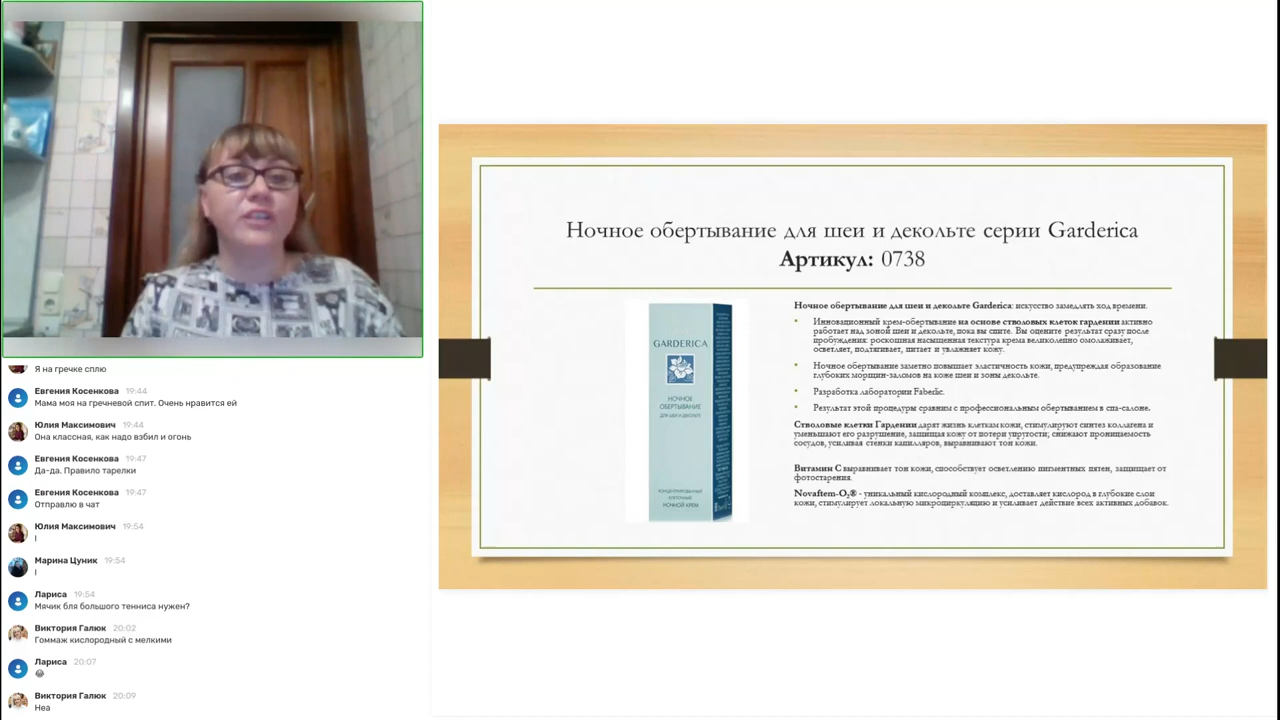 Я на гречке сплю
Евгения Косенкова 19:44
Мама моя на гречневой спит. Очень нравится ей
Юлия Максимович 19:44
Она классная, как надо взбил и огонь
Евгения Косенкова 19:47
Да-да. Правило тарелки
Евгения Косенкова 19:47
Отправлю в чат
Юлия Максимович 19:54
I
Марина Цуник 19:54
I
Лариса 19:54
Мячик бля большого тенниса нужен?
Виктория Галюк 20:02
Гоммаж кислородный с мелкими
Лариса 20:07
😂
Виктория Галюк 20:09
Неа
Ночное обертывание для шеи и декольте серии Garderica
Артикул: 0738
GARDERICA
НОЧНОЕ
ОБЕРТЫВАНИЕ
ДЛЯ ШЕИ И ДЕКОЛЬТЕ
КОНЦЕНТРИРОВАННЫЙ
КЛЕТОЧНЫЙ
НОЧНОЙ КРЕМ
Ночное обертывание для шеи и декольте Garderica: искусство замедлять ход времени.
Инновационный крем-обертывание на основе стволовых клеток гардении активно
работает над зоной шеи и декольте, пока вы спите. Вы оцените результат сразу после
пробуждения: роскошная насыщенная текстура крема великолепно омолаживает,
осветляет, подтягивает, питает и увлажняет кожу.
Ночное обертывание заметно повышает эластичность кожи, предупреждая образование
глубоких морщин-заломов на коже шеи и зоны декольте.
Разработка лаборатории Faberlic.
Результат этой процедуры сравним с профессиональным обертыванием в спа-салоне.
Стволовые клетки Гардении дарят жизнь клеткам кожи, стимулируют синтез коллагена и
уменьшают его разрушение, защищая кожу от потери упругости; снижают проницаемость
сосудов, усиливая стенки капилляров, выравнивают тон кожи.
Витамин С выравнивает тон кожи, способствует осветлению пигментных пятен, защищает от
фотостарения.
Novaftem-O₂® - уникальный кислородный комплекс, доставляет кислород в глубокие слои
кожи, стимулирует локальную микроциркуляцию и усиливает действие всех активных добавок.